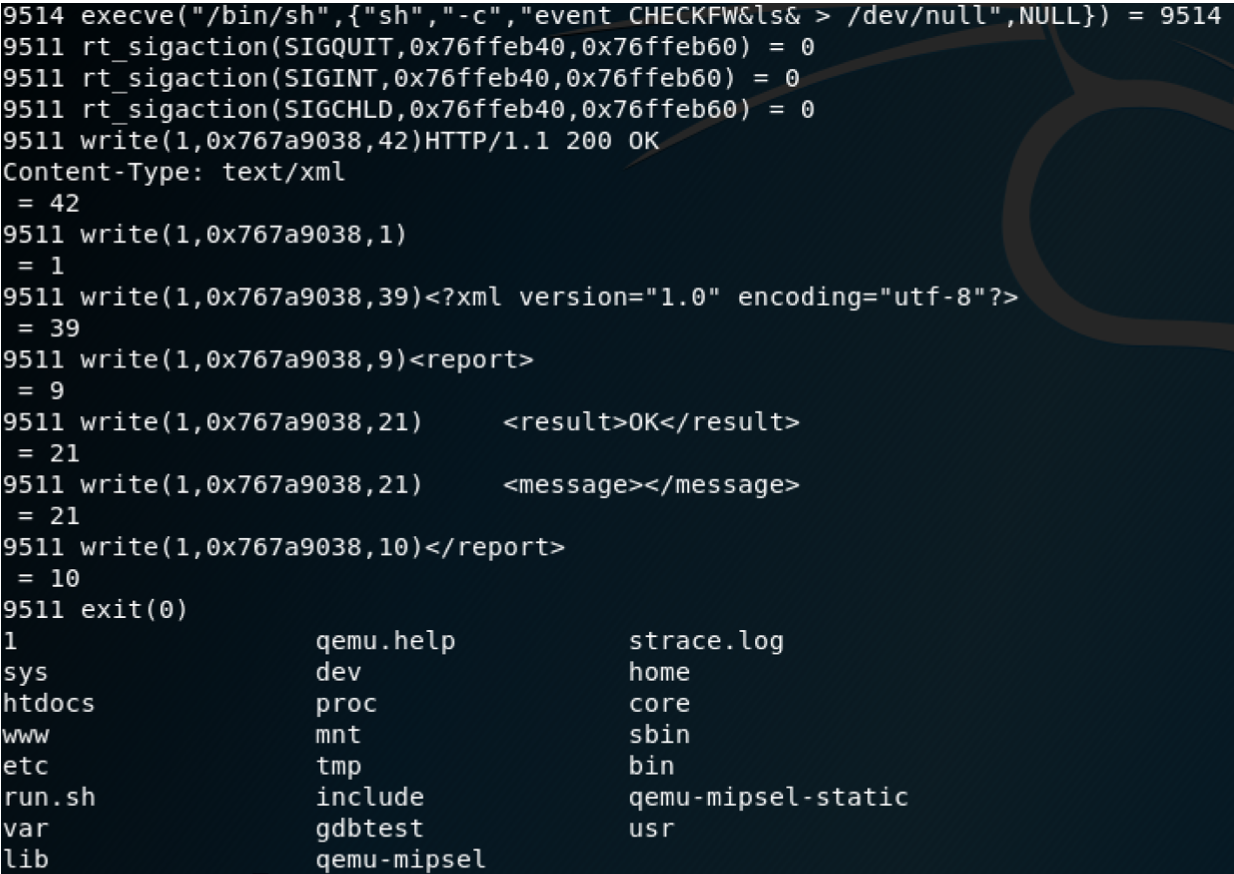 9514 execve("/bin/sh",{"sh","-c","event CHECKFW&ls& > /dev/null",NULL}) = 9514
9511 rt_sigaction(SIGQUIT,0x76ffeb40,0x76ffeb60) = 0
9511 rt_sigaction(SIGINT,0x76ffeb40,0x76ffeb60) = 0
9511 rt_sigaction(SIGCHLD,0x76ffeb40,0x76ffeb60) = 0
9511 write(1,0x767a9038,42)HTTP/1.1 200 OK
Content-Type: text/xml
 = 42
9511 write(1,0x767a9038,1)
 = 1
9511 write(1,0x767a9038,39)<?xml version="1.0" encoding="utf-8"?>
 = 39
9511 write(1,0x767a9038,9)<report>
 = 9
9511 write(1,0x767a9038,21)     <result>OK</result>
 = 21
9511 write(1,0x767a9038,21)     <message></message>
 = 21
9511 write(1,0x767a9038,10)</report>
 = 10
9511 exit(0)
1                   qemu.help           strace.log
sys                 dev                 home
htdocs              proc                core
www                 mnt                 sbin
etc                 tmp                 bin
run.sh              include             qemu-mipsel-static
var                 gdbtest             usr
lib                 qemu-mipsel